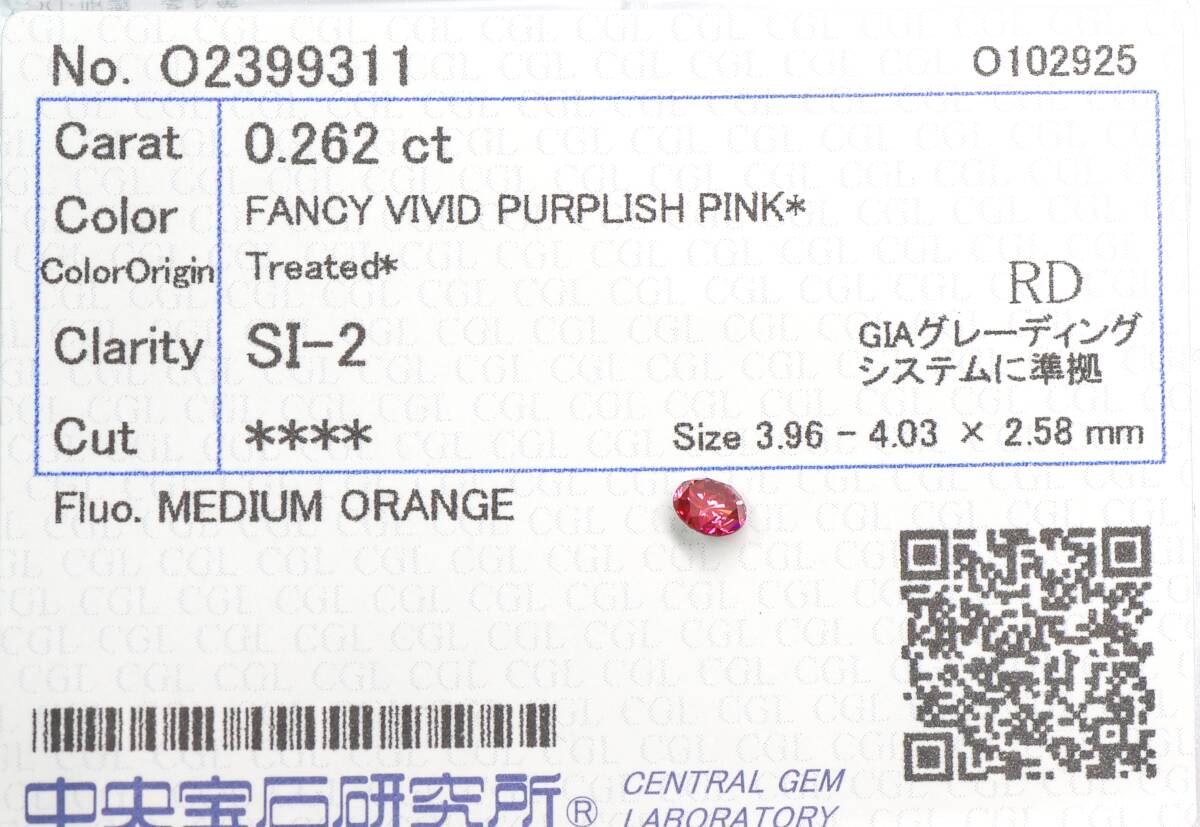 No. O2399311
O102925
Carat 0.262 ct
Color FANCY VIVID PURPLISH PINK*
ColorOrigin Treated*
RD
Clarity SI-2
GIAグレーディング
システムに準拠
Cut ****
Size 3.96 - 4.03 × 2.58 mm
Fluo. MEDIUM ORANGE
中央宝石研究所®
CENTRAL GEM
LABORATORY